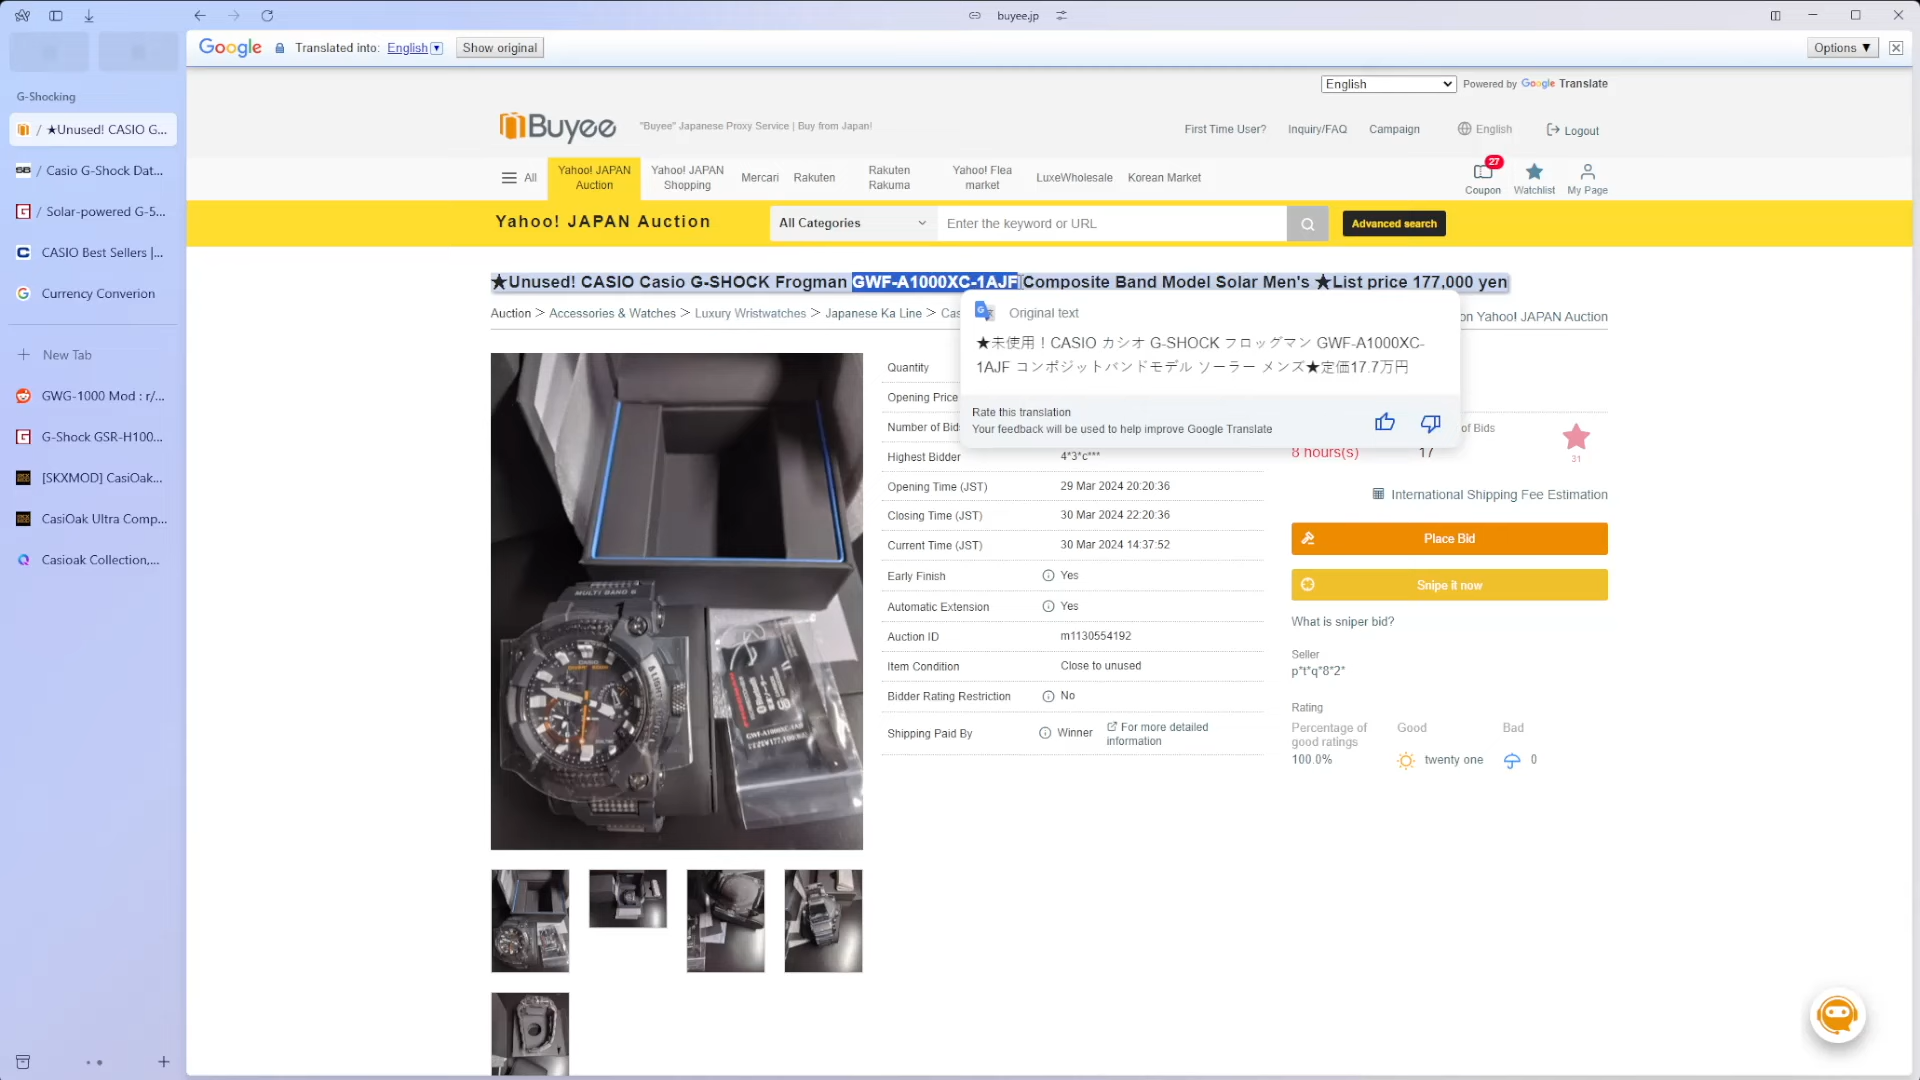 buyee.jp
Google Translated into: English Show original Options ▼
G-Shocking
/ ★Unused! CASIO G...
/ Casio G-Shock Dat...
/ Solar-powered G-5...
CASIO Best Sellers |...
Currency Converion
New Tab
GWG-1000 Mod : r/...
G-Shock GSR-H100...
[SKXMOD] CasiOak...
CasiOak Ultra Comp...
Casioak Collection,...
English Powered by Google Translate
Buyee "Buyee" Japanese Proxy Service | Buy from Japan!
First Time User? Inquiry/FAQ Campaign English Logout
All
Yahoo! JAPAN
Auction
Yahoo! JAPAN
Shopping
Mercari
Rakuten
Rakuten
Rakuma
Yahoo! Flea
market
LuxeWholesale
Korean Market
27
Coupon Watchlist My Page
Yahoo! JAPAN Auction All Categories Enter the keyword or URL Advanced search
★Unused! CASIO Casio G-SHOCK Frogman GWF-A1000XC-1AJF Composite Band Model Solar Men's ★List price 177,000 yen
Auction > Accessories & Watches > Luxury Wristwatches > Japanese Ka Line > Cas
on Yahoo! JAPAN Auction
Original text
★未使用！CASIO カシオ G-SHOCK フロッグマン GWF-A1000XC-
1AJF コンポジットバンドモデル ソーラー メンズ★定価17.7万円
Rate this translation
Your feedback will be used to help improve Google Translate
Quantity
Opening Price
Number of Bid
Highest Bidder 4*3*c***
Opening Time (JST) 29 Mar 2024 20:20:36
Closing Time (JST) 30 Mar 2024 22:20:36
Current Time (JST) 30 Mar 2024 14:37:52
Early Finish Yes
Automatic Extension Yes
Auction ID m1130554192
Item Condition Close to unused
Bidder Rating Restriction No
Shipping Paid By Winner For more detailed
information
of Bids
8 hours(s) 17
31
International Shipping Fee Estimation
Place Bid
Snipe it now
What is sniper bid?
Seller
p*t*q*8*2*
Rating
Percentage of
good ratings
Good
Bad
100.0% twenty one 0
MULTI BAND 6
CASIO
GWF-A1000XC-1AJF